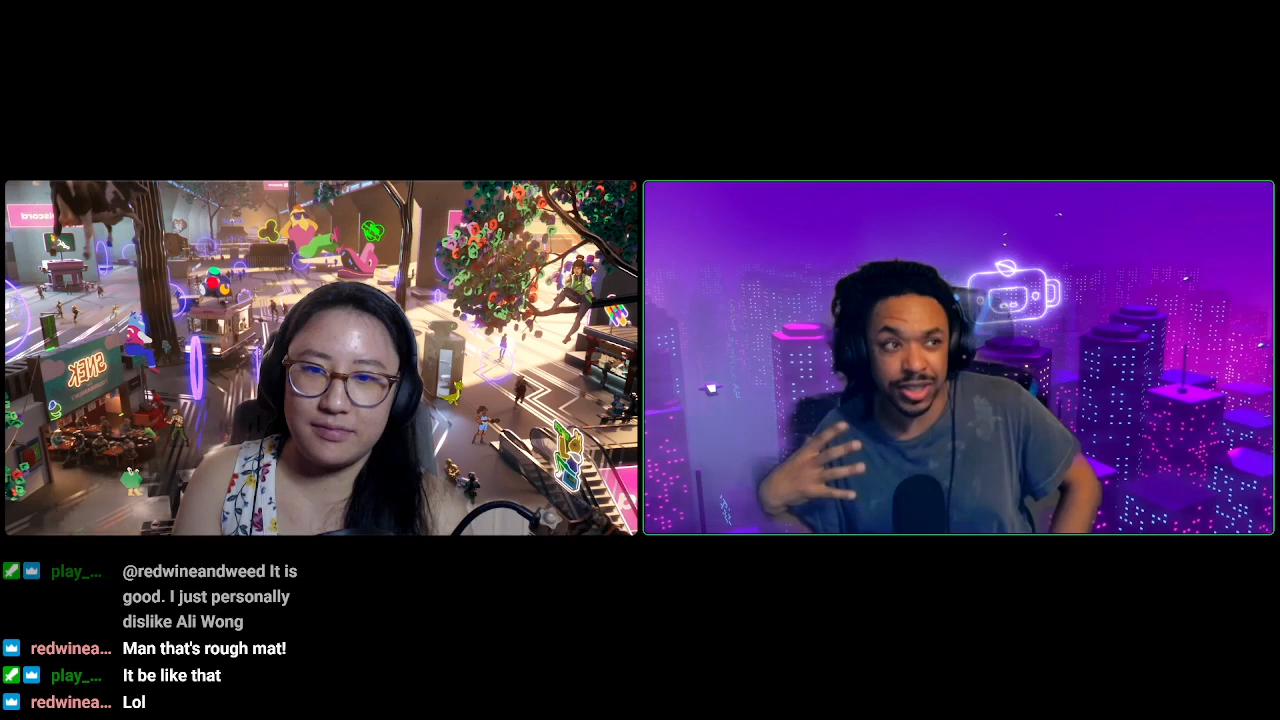 Discord
SNEK
play_...
@redwineandweed It is
good. I just personally
dislike Ali Wong
redwinea... Man that's rough mat!
play_... It be like that
redwinea... Lol